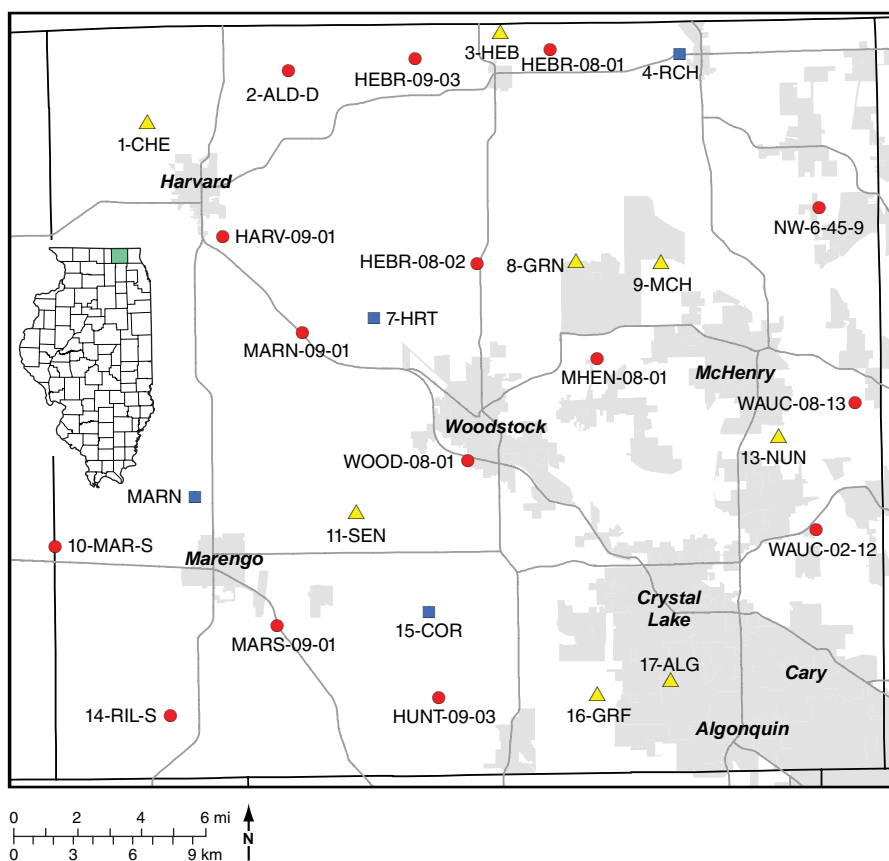 3-HEB
HEBR-08-01
4-RCH
HEBR-09-03
2-ALD-D
1-CHE
Harvard
NW-6-45-9
HARV-09-01
HEBR-08-02
8-GRN
9-MCH
7-HRT
MARN-09-01
MHEN-08-01
McHenry
WAUC-08-13
Woodstock
13-NUN
WOOD-08-01
MARN
11-SEN
10-MAR-S
Marengo
WAUC-02-12
Crystal
Lake
15-COR
MARS-09-01
17-ALG
Cary
14-RIL-S
HUNT-09-03
16-GRF
Algonquin
0 2 4 6 mi
0 3 6 9 km
N